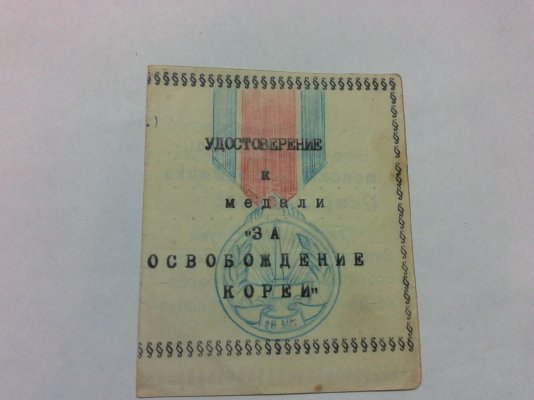 УДОСТОВЕРЕНИЕ
к
медали
"ЗА
ОСВОБОЖДЕНИЕ
КОРЕИ"